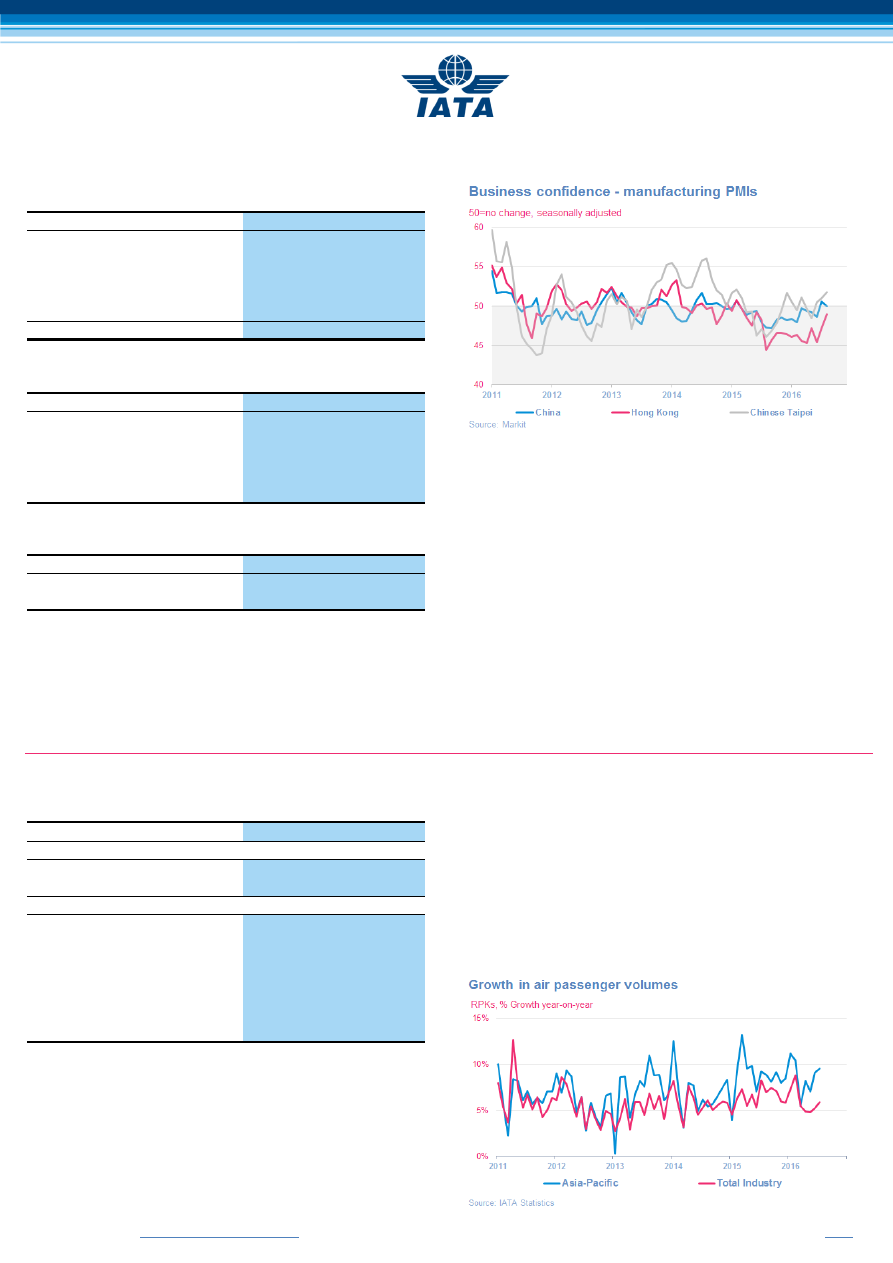 IATA
Business confidence - manufacturing PMIs
50=no change, seasonally adjusted
60
55
50
45
40
2011 2012 2013 2014 2015 2016
China Hong Kong Chinese Taipei
Source: Markit
Growth in air passenger volumes
RPKs, % Growth year-on-year
15%
10%
5%
0%
2011 2012 2013 2014 2015 2016
Asia-Pacific Total Industry
Source: IATA Statistics